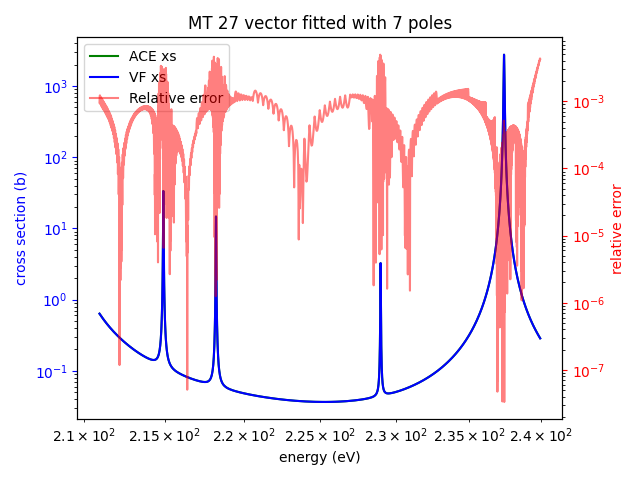 MT 27 vector fitted with 7 poles
ACE xs
VF xs
Relative error
10³
10²
10¹
10⁰
10⁻¹
cross section (b)
10⁻³
10⁻⁴
10⁻⁵
10⁻⁶
10⁻⁷
relative error
2.1 × 10² 2.15 × 10² 2.2 × 10² 2.25 × 10² 2.3 × 10² 2.35 × 10² 2.4 × 10²
energy (eV)